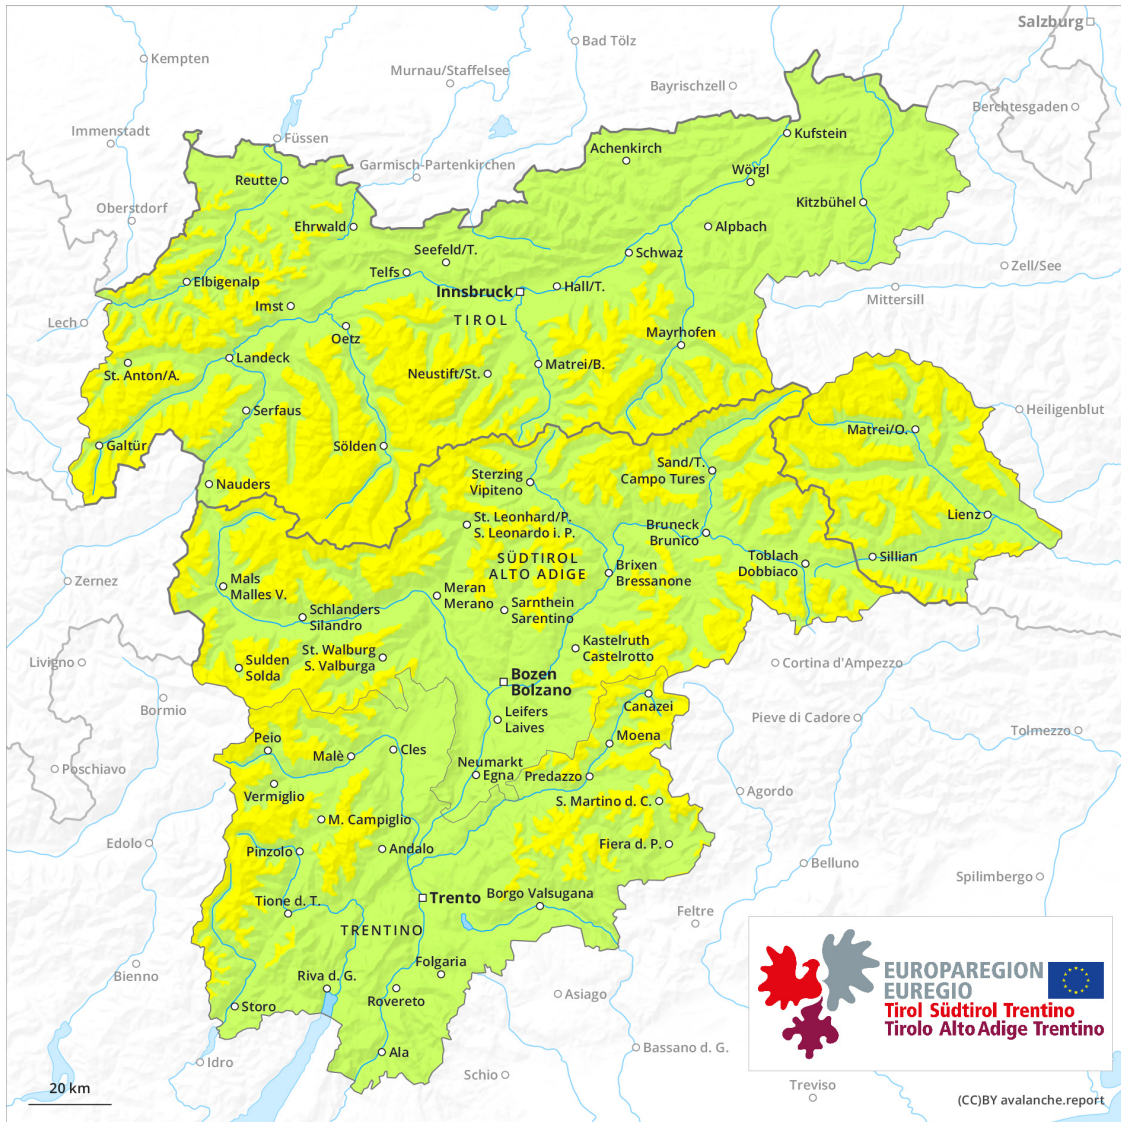 Salzburg
Bad Tölz
Kempten
Murnau/Staffelsee
Bayrischzell
Berchtesgaden
Immenstadt
Kufstein
Füssen
Achenkirch
Garmisch-Partenkirchen
Wörgl
Reutte
Kitzbühel
Oberstdorf
Ehrwald
Alpbach
Seefeld/T.
Schwaz
Telfs
Zell/See
Elbigenalp
Innsbruck
Hall/T.
Mittersill
Imst
TIROL
Lech
Oetz
Mayrhofen
Landeck
Matrei/B.
St. Anton/A.
Neustift/St.
Serfaus
Heiligenblut
Matrei/O.
Galtür
Sölden
Sand/T.
Campo Tures
Sterzing
Vipiteno
Nauders
Lienz
St. Leonhard/P.
S. Leonardo i. P.
Bruneck
Brunico
SÜDTIROL
ALTO ADIGE
Toblach
Dobbiaco
Sillian
Brixen
Bressanone
Zernez
Mals
Malles V.
Meran
Merano
Sarnthein
Sarentino
Schlanders
Silandro
Kastelruth
Castelrotto
St. Walburg
S. Valburga
Livigno
Sulden
Solda
Cortina d'Ampezzo
Bozen
Bolzano
Bormio
Canazei
Leifers
Laives
Pieve di Cadore
Tolmezzo
Peio
Moena
Cles
Malè
Poschiavo
Neumarkt
Egna
Predazzo
Vermiglio
Agordo
S. Martino d. C.
M. Campiglio
Edolo
Pinzolo
Andalo
Fiera d. P.
Belluno
Spilimbergo
Trento
Borgo Valsugana
Tione d. T.
Feltre
TRENTINO
Folgaria
Bienno
Riva d. G.
Rovereto
Asiago
Storo
EUROPAREGION
EUREGIO
Tirol Südtirol Trentino
Tirolo Alto Adige Trentino
Ala
Idro
Bassano d. G.
Schio
20 km
Treviso
(CC)BY avalanche.report